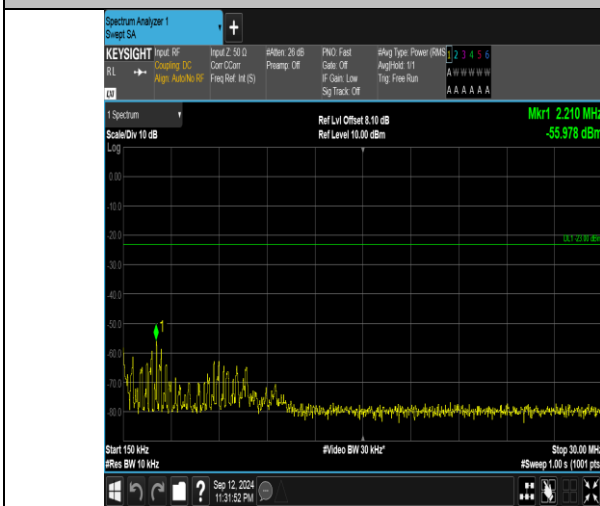 Spectrum Analyzer 1
Swept SA
+
KEYSIGHT
RL
Input: RF
Coupling: DC
Align: Auto/No RF
Input Z: 50 Ω
Corr CCorr
Freq Ref: Int (S)
#Atten: 26 dB
Preamp: Off
PNO: Fast
Gate: Off
IF Gain: Low
Sig Track: Off
#Avg Type: Power (RMS
Avg|Hold: 1/1
Trig: Free Run
1 2 3 4 5 6
A W W W W W
A A A A A A
1 Spectrum
Scale/Div 10 dB
Ref Lvl Offset 8.10 dB
Ref Level 10.00 dBm
Mkr1 2.210 MHz
-55.978 dBm
Log
0.00
-10.0
-20.0
DL1 -23.00 dBm
-30.0
-40.0
-50.0
1
-60.0
-70.0
-80.0
Start 150 kHz
#Video BW 30 kHz*
Stop 30.00 MHz
#Res BW 10 kHz
#Sweep 1.00 s (1001 pts
?
Sep 12, 2024
11:31:52 PM